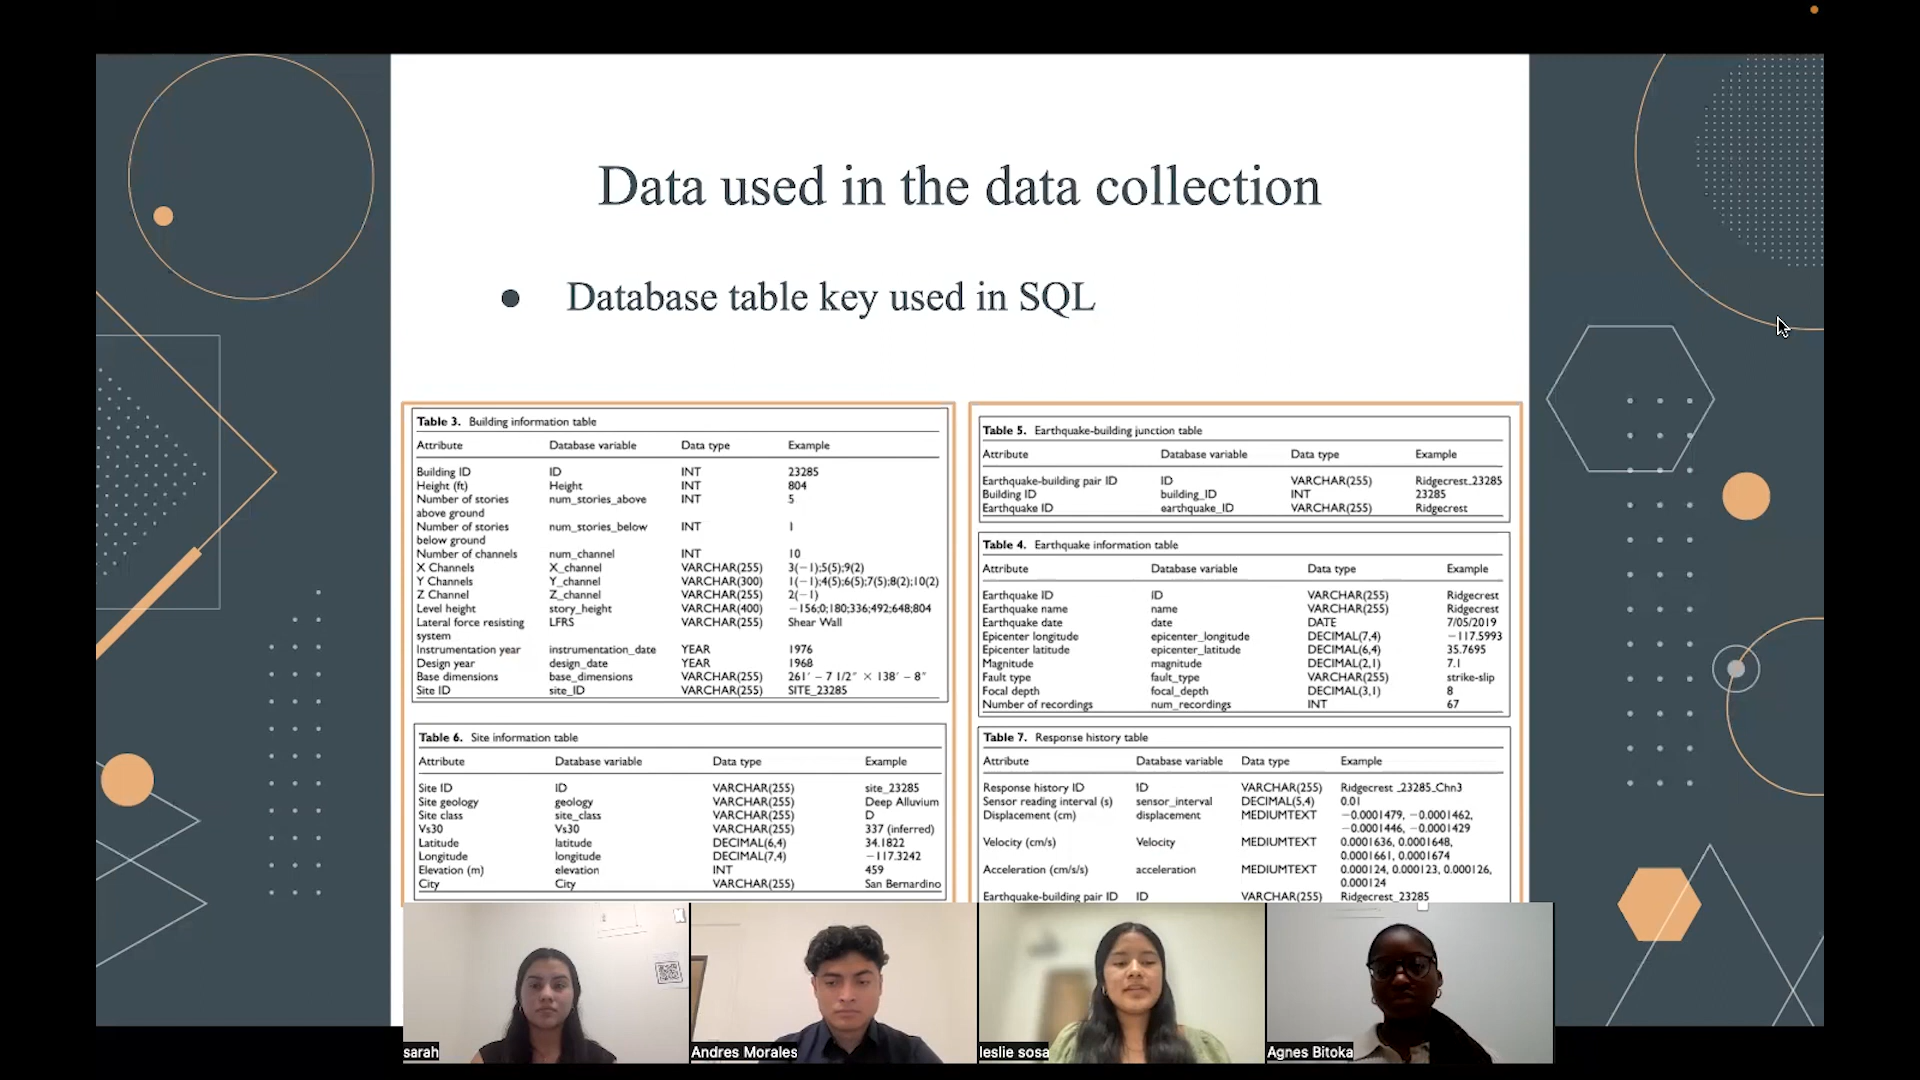 Data used in the data collection
● Database table key used in SQL
Table 3. Building information table
Attribute Database variable Data type Example
Building ID ID INT 23285
Height (ft) Height INT 804
Number of stories num_stories_above INT 5
above ground
Number of stories num_stories_below INT 1
below ground
Number of channels num_channel INT 10
X Channels X_channel VARCHAR(255) 3(−1);5(5);9(2)
Y Channels Y_channel VARCHAR(300) 1(−1);4(5);6(5);7(5);8(2);10(2)
Z Channel Z_channel VARCHAR(255) 2(−1)
Level height story_height VARCHAR(400) −156;0;180;336;492;648;804
Lateral force resisting LFRS VARCHAR(255) Shear Wall
system
Instrumentation year instrumentation_date YEAR 1976
Design year design_date YEAR 1968
Base dimensions base_dimensions VARCHAR(255) 261′ − 7 1/2″ × 138′ − 8″
Site ID site_ID VARCHAR(255) SITE_23285
Table 6. Site information table
Attribute Database variable Data type Example
Site ID ID VARCHAR(255) site_23285
Site geology geology VARCHAR(255) Deep Alluvium
Site class site_class VARCHAR(255) D
Vs30 Vs30 VARCHAR(255) 337 (inferred)
Latitude latitude DECIMAL(6,4) 34.1822
Longitude longitude DECIMAL(7,4) −117.3242
Elevation (m) elevation INT 459
City City VARCHAR(255) San Bernardino
Table 5. Earthquake-building junction table
Attribute Database variable Data type Example
Earthquake-building pair ID ID VARCHAR(255) Ridgecrest_23285
Building ID building_ID INT 23285
Earthquake ID earthquake_ID VARCHAR(255) Ridgecrest
Table 4. Earthquake information table
Attribute Database variable Data type Example
Earthquake ID ID VARCHAR(255) Ridgecrest
Earthquake name name VARCHAR(255) Ridgecrest
Earthquake date date DATE 7/05/2019
Epicenter longitude epicenter_longitude DECIMAL(7,4) −117.5993
Epicenter latitude epicenter_latitude DECIMAL(6,4) 35.7695
Magnitude magnitude DECIMAL(2,1) 7.1
Fault type fault_type VARCHAR(255) strike-slip
Focal depth focal_depth DECIMAL(3,1) 8
Number of recordings num_recordings INT 67
Table 7. Response history table
Attribute Database variable Data type Example
Response history ID ID VARCHAR(255) Ridgecrest _23285_Chn3
Sensor reading interval (s) sensor_interval DECIMAL(5,4) 0.01
Displacement (cm) displacement MEDIUMTEXT −0.0001479, −0.0001462,
−0.0001446, −0.0001429
Velocity (cm/s) Velocity MEDIUMTEXT 0.0001636, 0.0001648,
0.0001661, 0.0001674
Acceleration (cm/s/s) acceleration MEDIUMTEXT 0.000124, 0.000123, 0.000126,
0.000124
Earthquake-building pair ID ID VARCHAR(255) Ridgecrest_23285
sarah
Andres Morales
leslie sosa
Agnes Bitoka